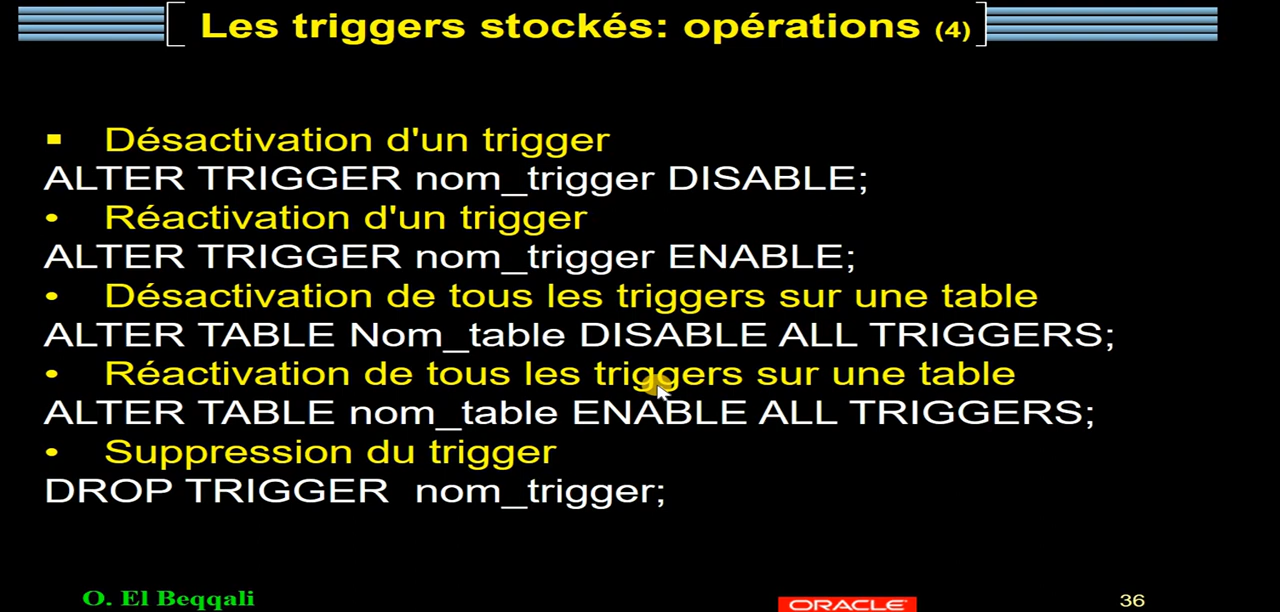 Les triggers stockés: opérations (4)
▪ Désactivation d'un trigger
ALTER TRIGGER nom_trigger DISABLE;
• Réactivation d'un trigger
ALTER TRIGGER nom_trigger ENABLE;
• Désactivation de tous les triggers sur une table
ALTER TABLE Nom_table DISABLE ALL TRIGGERS;
• Réactivation de tous les triggers sur une table
ALTER TABLE nom_table ENABLE ALL TRIGGERS;
• Suppression du trigger
DROP TRIGGER nom_trigger;
O. El Beqqali
ORACLE
36